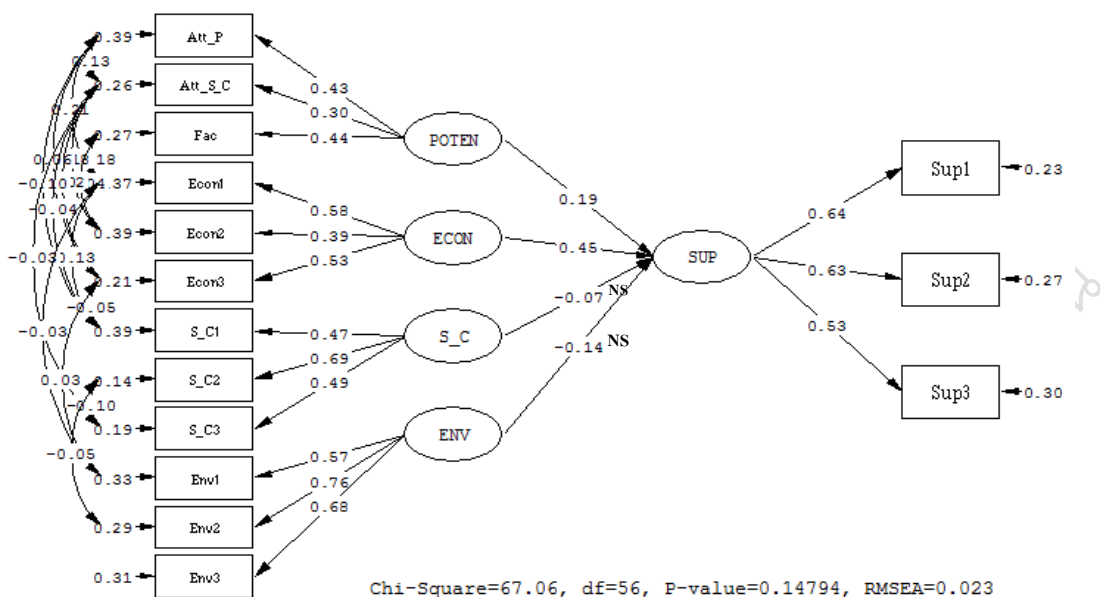 0.39 Att_P
0.13
0.26 Att_S_C
0.21
0.27 Fac
0.18
-0.10 .37 Econ1
-0.04
0.39 Econ2
-0.03 0.13
0.21 Econ3
-0.05
-0.03 0.39 S_C1
0.03 0.14 S_C2
-0.10
0.19 S_C3
-0.05
0.33 Env1
0.29 Env2
0.31 Env3
0.43
0.30
0.44
POTEN
0.58
0.39
0.53
ECON
0.47
0.69
0.49
S_C
0.57
0.76
0.68
ENV
0.19
0.45
-0.07 NS
-0.14 NS
SUP
0.64
0.63
0.53
Sup1 0.23
Sup2 0.27
Sup3 0.30
Chi-Square=67.06, df=56, P-value=0.14794, RMSEA=0.023